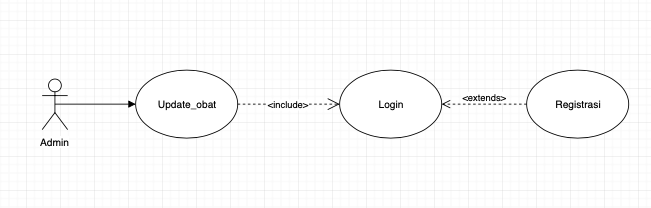 Admin
Update_obat
<include>
Login
<extends>
Registrasi